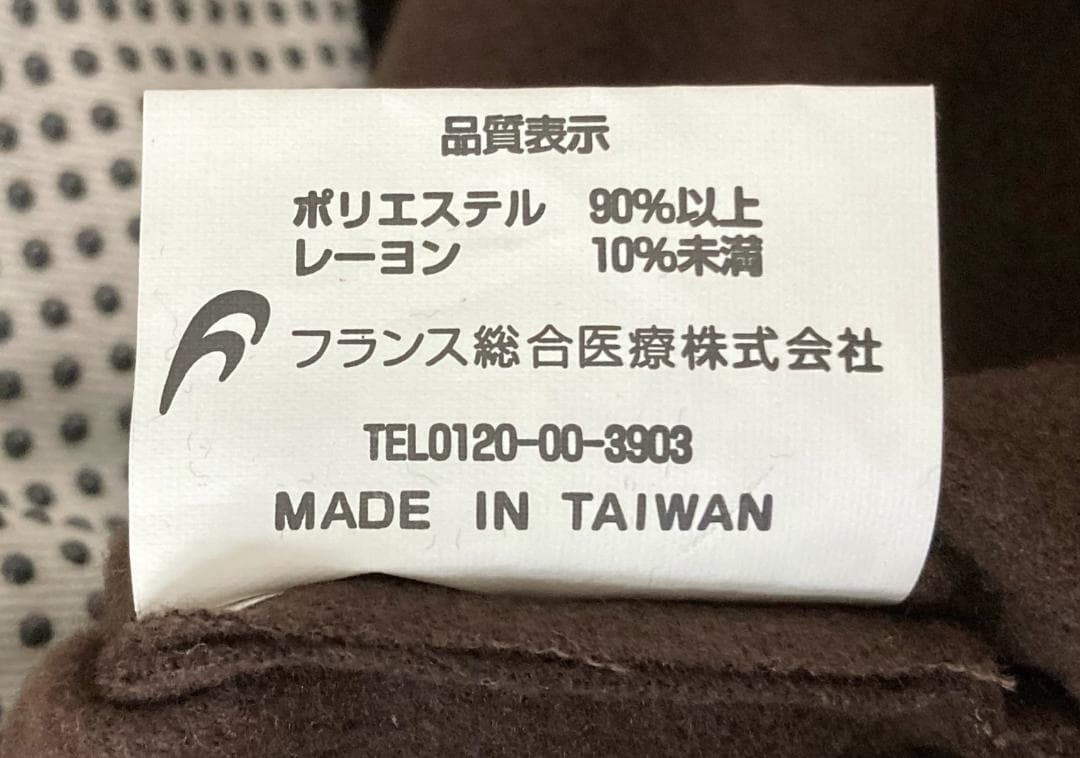 品質表示
ポリエステル 90%以上
レーヨン 10%未満
フランス総合医療株式会社
TEL0120-00-3903
MADE IN TAIWAN